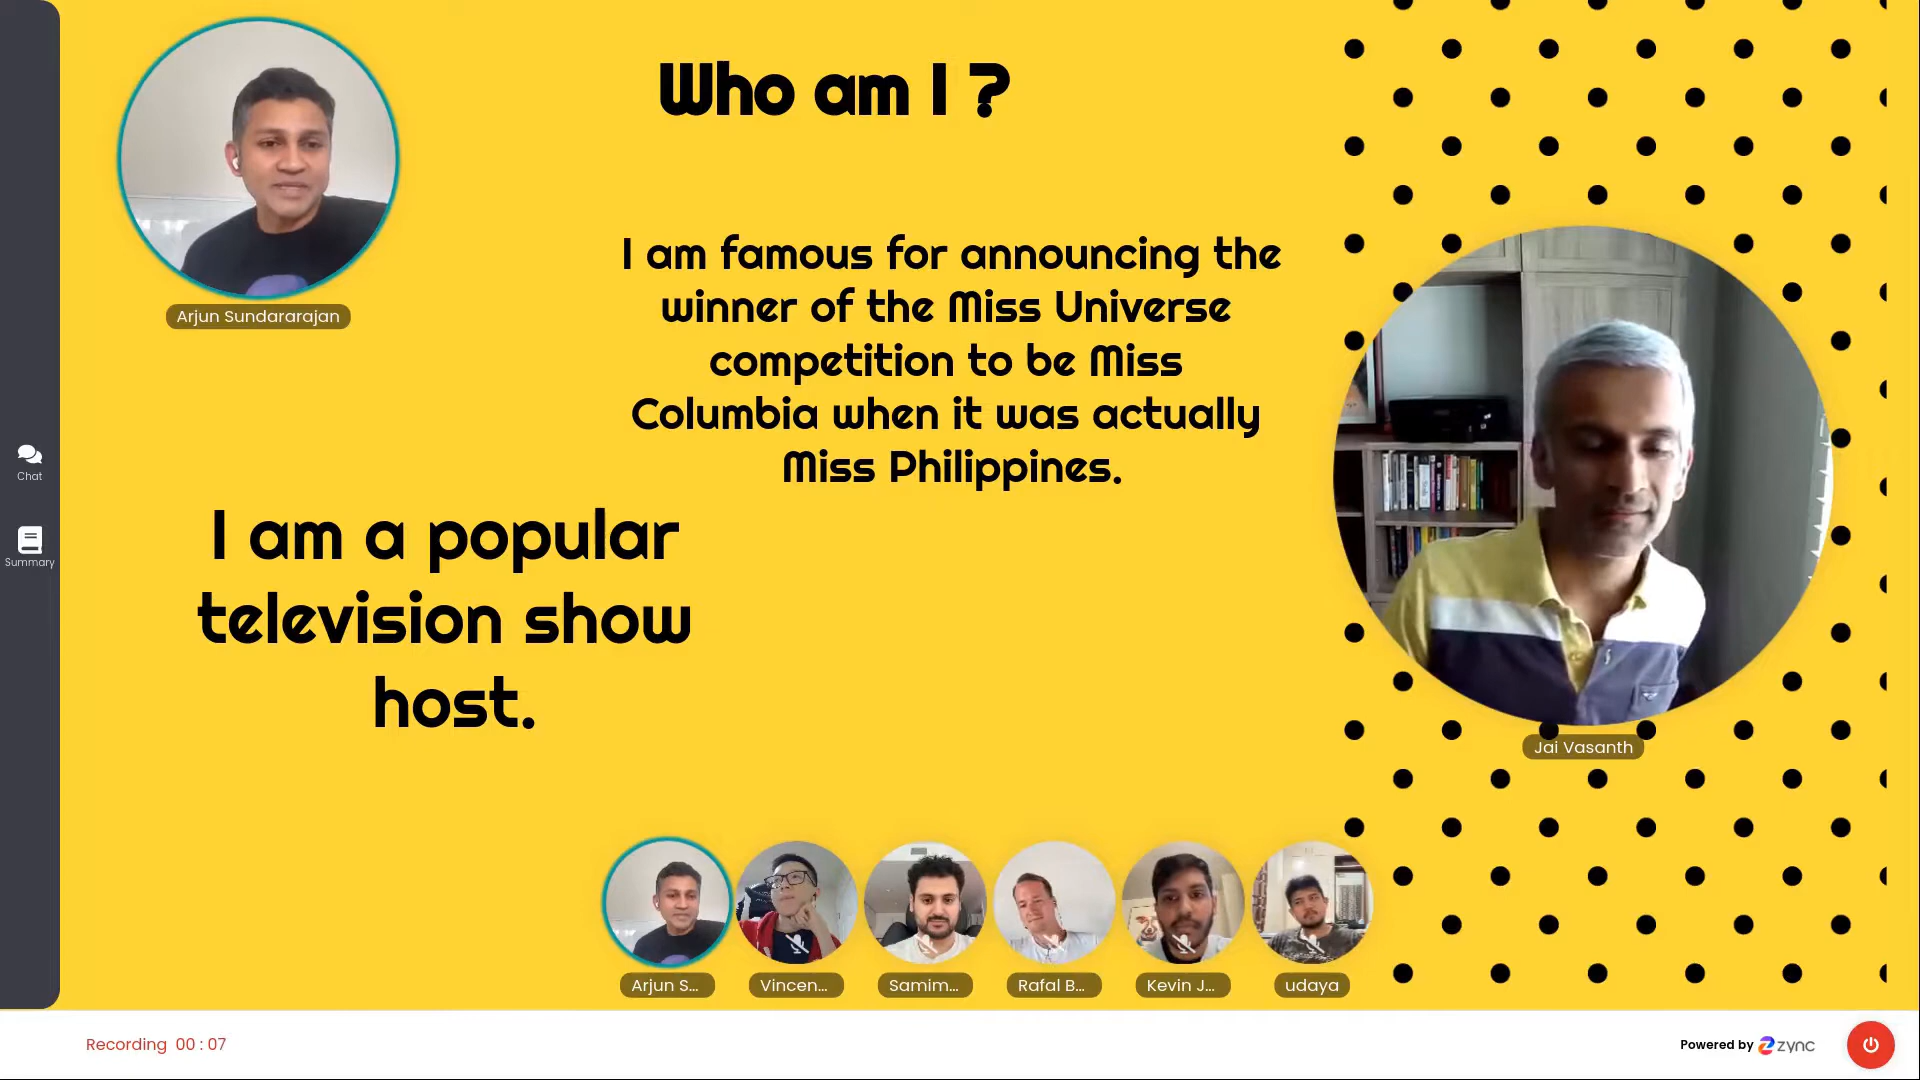 Who am I ?
Arjun Sundararajan
I am famous for announcing the
winner of the Miss Universe
competition to be Miss
Columbia when it was actually
Miss Philippines.
I am a popular
television show
host.
Chat
Summary
Jai Vasanth
Arjun S...
Vincen...
Samim...
Rafal B...
Kevin J...
udaya
Recording 00 : 07
Powered by zync